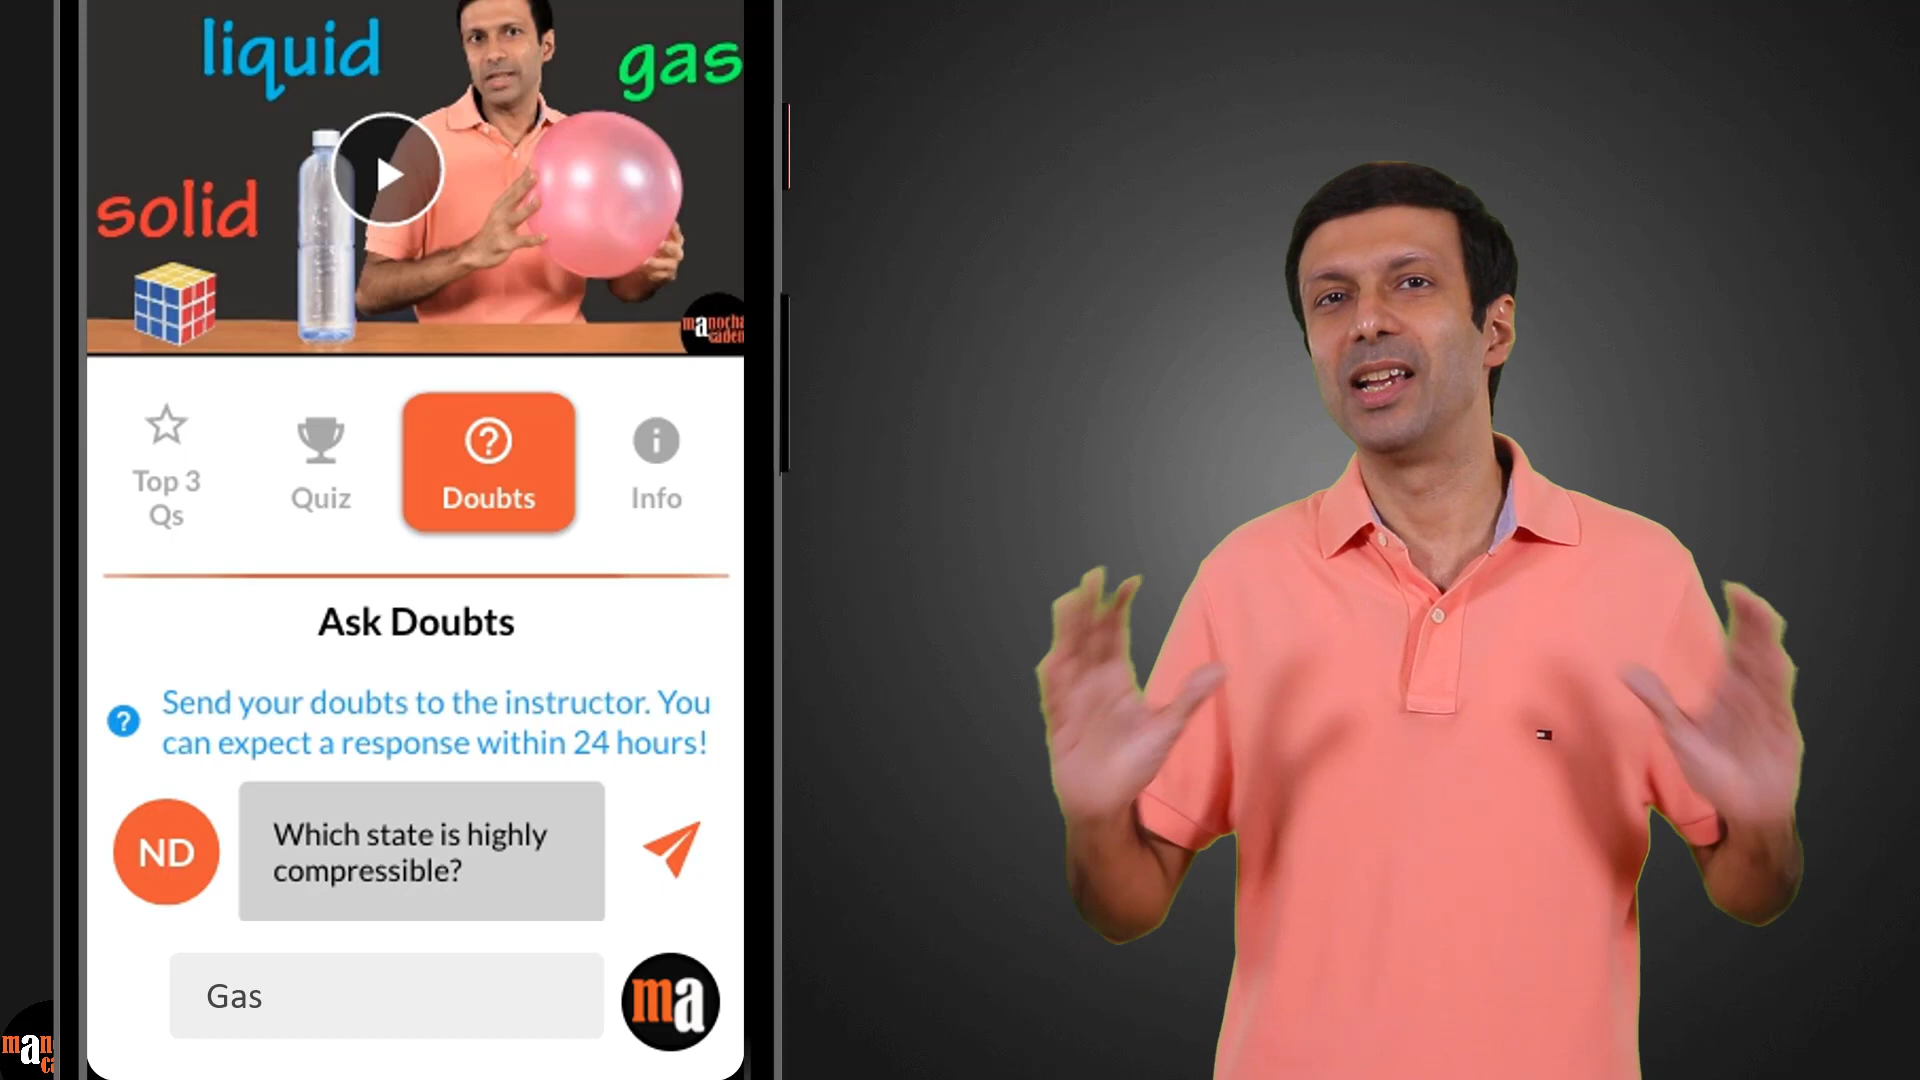 liquid
gas
solid
manocha
Top 3
Qs
Quiz
Doubts
Info
Ask Doubts
Send your doubts to the instructor. You
can expect a response within 24 hours!
ND
Which state is highly
compressible?
Gas
ma